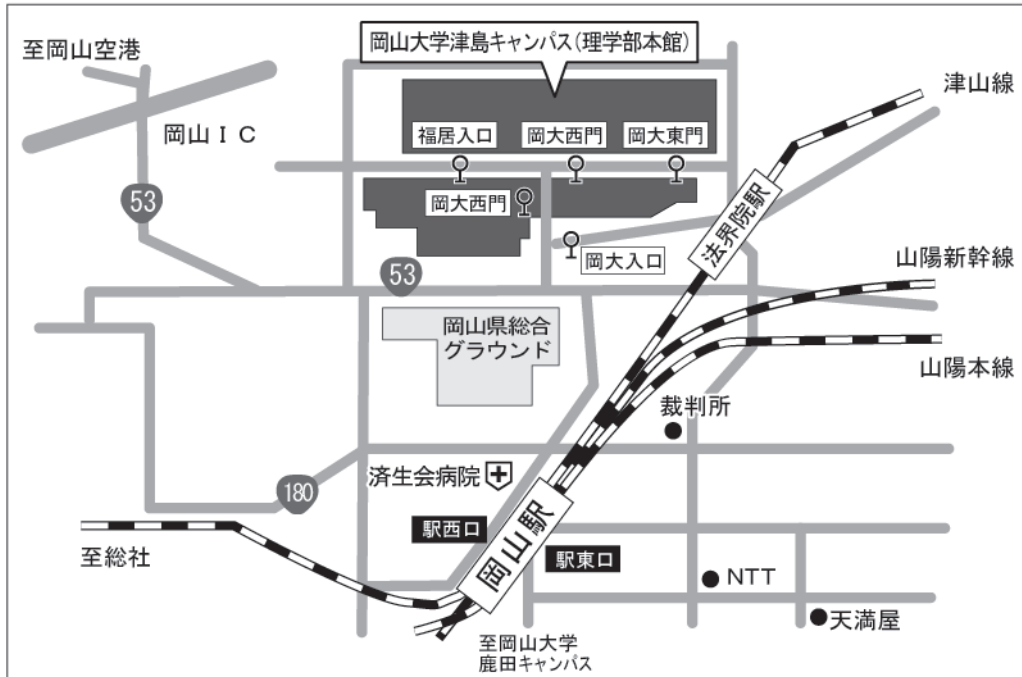 岡山大学津島キャンパス(理学部本館)
至岡山空港
津山線
岡山ＩＣ
福居入口
岡大西門
岡大東門
53
岡大西門
法界院駅
岡大入口
山陽新幹線
53
岡山県総合
グラウンド
山陽本線
裁判所
済生会病院
180
駅西口
岡山駅
駅東口
至総社
NTT
天満屋
至岡山大学
鹿田キャンパス